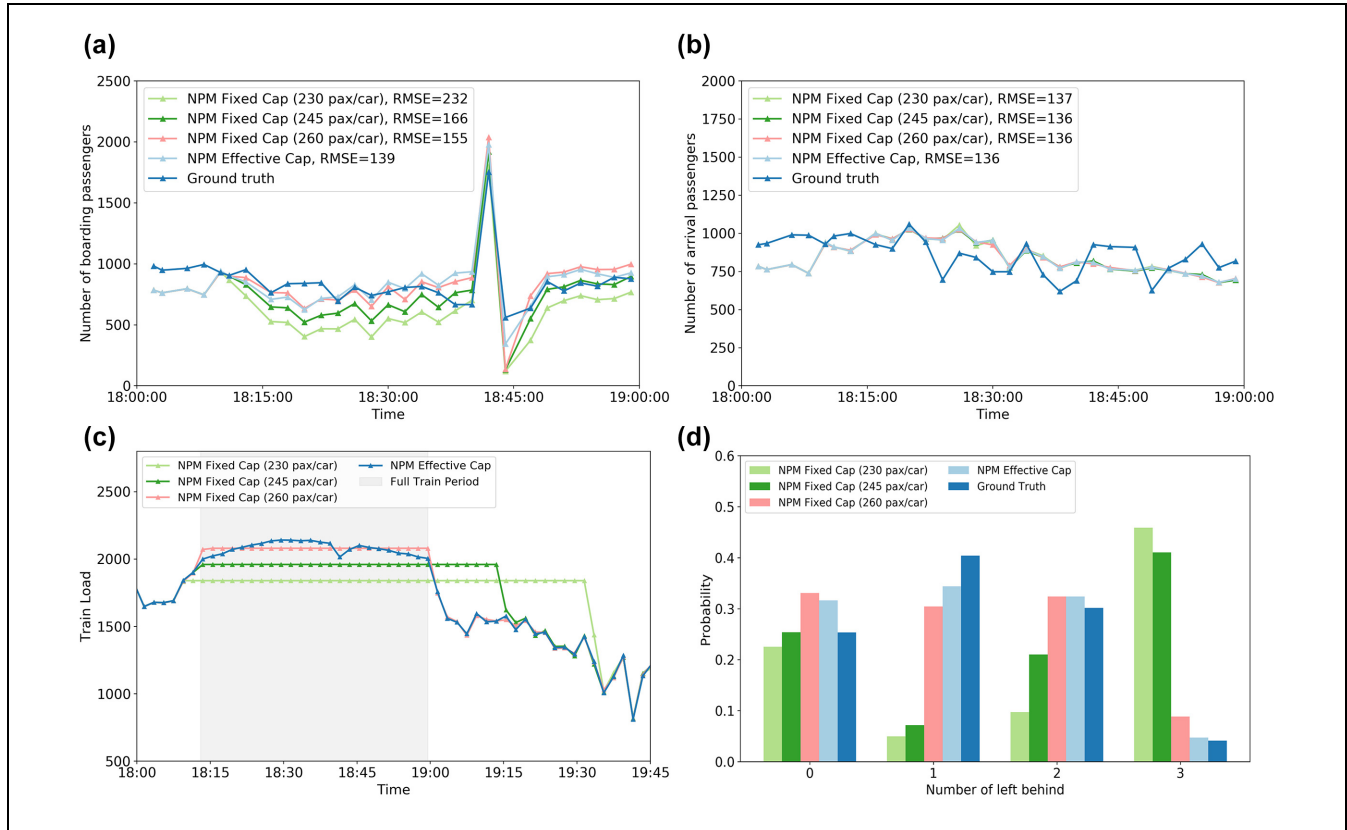 (a)
2500
2000
1500
1000
500
0
Number of boarding passengers
NPM Fixed Cap (230 pax/car), RMSE=232
NPM Fixed Cap (245 pax/car), RMSE=166
NPM Fixed Cap (260 pax/car), RMSE=155
NPM Effective Cap, RMSE=139
Ground truth
18:00:00 18:15:00 18:30:00 18:45:00 19:00:00
Time
(b)
2000
1750
1500
1250
1000
750
500
250
0
Number of arrival passengers
NPM Fixed Cap (230 pax/car), RMSE=137
NPM Fixed Cap (245 pax/car), RMSE=136
NPM Fixed Cap (260 pax/car), RMSE=136
NPM Effective Cap, RMSE=136
Ground truth
18:00:00 18:15:00 18:30:00 18:45:00 19:00:00
Time
(c)
2500
2000
1500
1000
500
Train Load
NPM Fixed Cap (230 pax/car)
NPM Fixed Cap (245 pax/car)
NPM Fixed Cap (260 pax/car)
NPM Effective Cap
Full Train Period
18:00 18:15 18:30 18:45 19:00 19:15 19:30 19:45
Time
(d)
0.6
0.5
0.4
0.3
0.2
0.1
0.0
Probability
NPM Fixed Cap (230 pax/car)
NPM Fixed Cap (245 pax/car)
NPM Fixed Cap (260 pax/car)
NPM Effective Cap
Ground Truth
0 1 2 3
Number of left behind